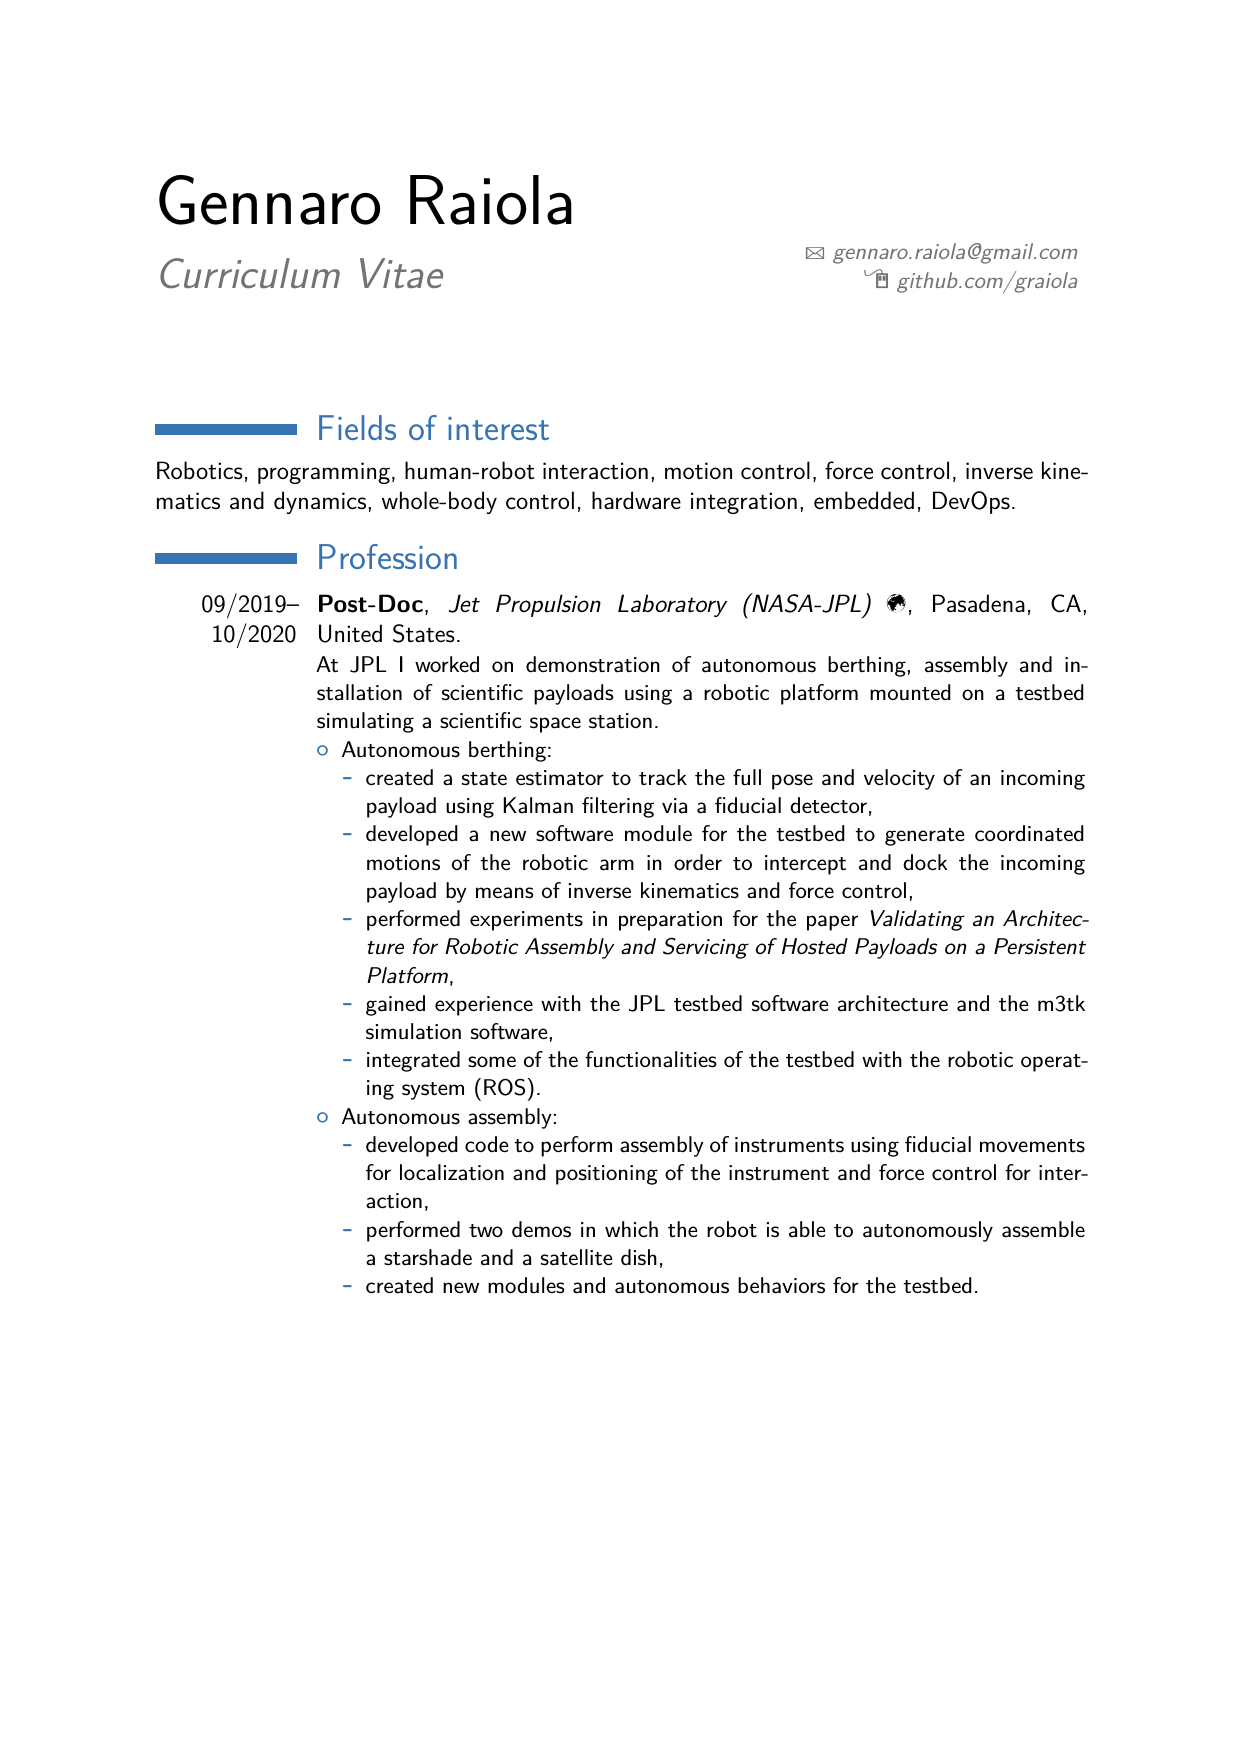 Gennaro Raiola
Curriculum Vitae
gennaro.raiola@gmail.com
github.com/graiola
Fields of interest
Robotics, programming, human-robot interaction, motion control, force control, inverse kine-
matics and dynamics, whole-body control, hardware integration, embedded, DevOps.
Profession
09/2019– Post-Doc, Jet Propulsion Laboratory (NASA-JPL) , Pasadena, CA,
10/2020 United States.
At JPL I worked on demonstration of autonomous berthing, assembly and in-
stallation of scientific payloads using a robotic platform mounted on a testbed
simulating a scientific space station.
○ Autonomous berthing:
– created a state estimator to track the full pose and velocity of an incoming
payload using Kalman filtering via a fiducial detector,
– developed a new software module for the testbed to generate coordinated
motions of the robotic arm in order to intercept and dock the incoming
payload by means of inverse kinematics and force control,
– performed experiments in preparation for the paper Validating an Architec-
ture for Robotic Assembly and Servicing of Hosted Payloads on a Persistent
Platform,
– gained experience with the JPL testbed software architecture and the m3tk
simulation software,
– integrated some of the functionalities of the testbed with the robotic operat-
ing system (ROS).
○ Autonomous assembly:
– developed code to perform assembly of instruments using fiducial movements
for localization and positioning of the instrument and force control for inter-
action,
– performed two demos in which the robot is able to autonomously assemble
a starshade and a satellite dish,
– created new modules and autonomous behaviors for the testbed.